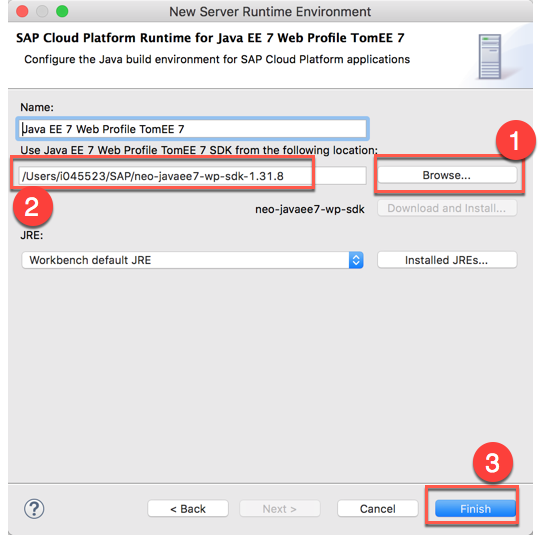 New Server Runtime Environment
SAP Cloud Platform Runtime for Java EE 7 Web Profile TomEE 7
Configure the Java build environment for SAP Cloud Platform applications
Name:
Java EE 7 Web Profile TomEE 7
Use Java EE 7 Web Profile TomEE 7 SDK from the following location:
1
/Users/i045523/SAP/neo-javaee7-wp-sdk-1.31.8
Browse...
2
neo-javaee7-wp-sdk
Download and Install...
JRE:
Workbench default JRE
Installed JREs...
3
?
< Back
Next >
Cancel
Finish